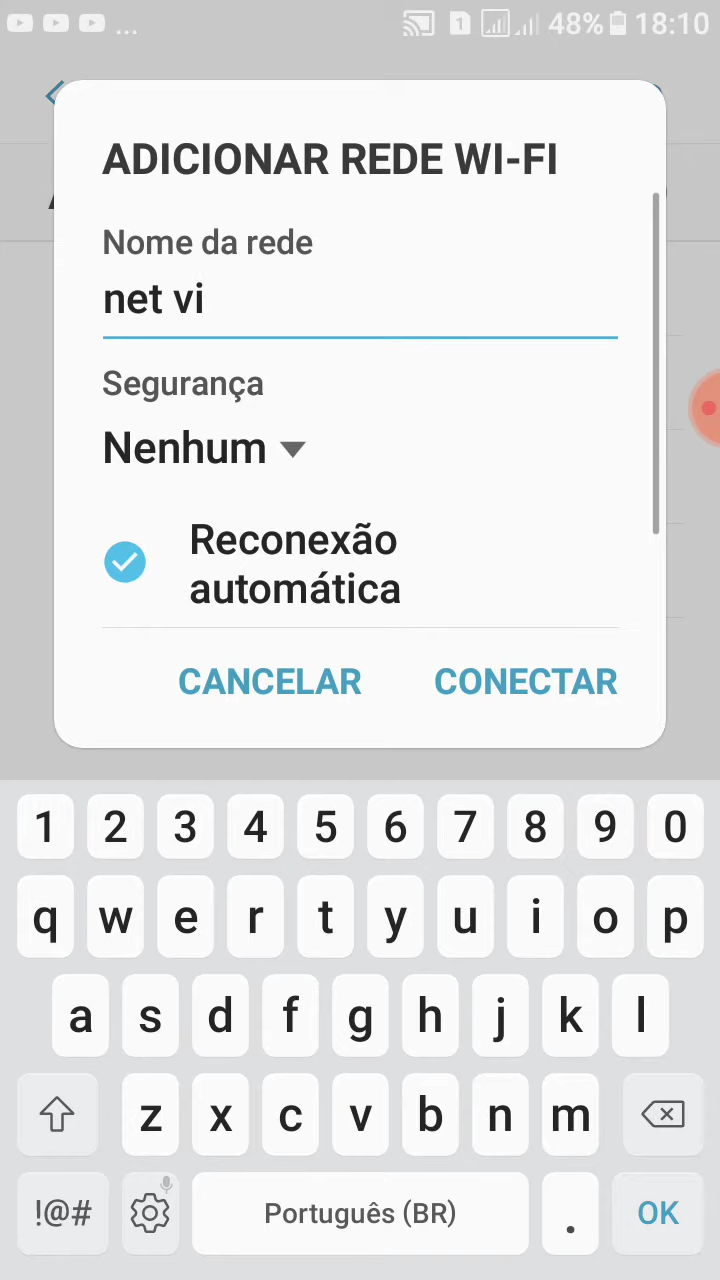 ... 1 48% 18:10
ADICIONAR REDE WI-FI
Nome da rede
net vi
Segurança
Nenhum
Reconexão
automática
CANCELAR CONECTAR
1 2 3 4 5 6 7 8 9 0
q w e r t y u i o p
a s d f g h j k l
z x c v b n m
!@# Português (BR) . OK